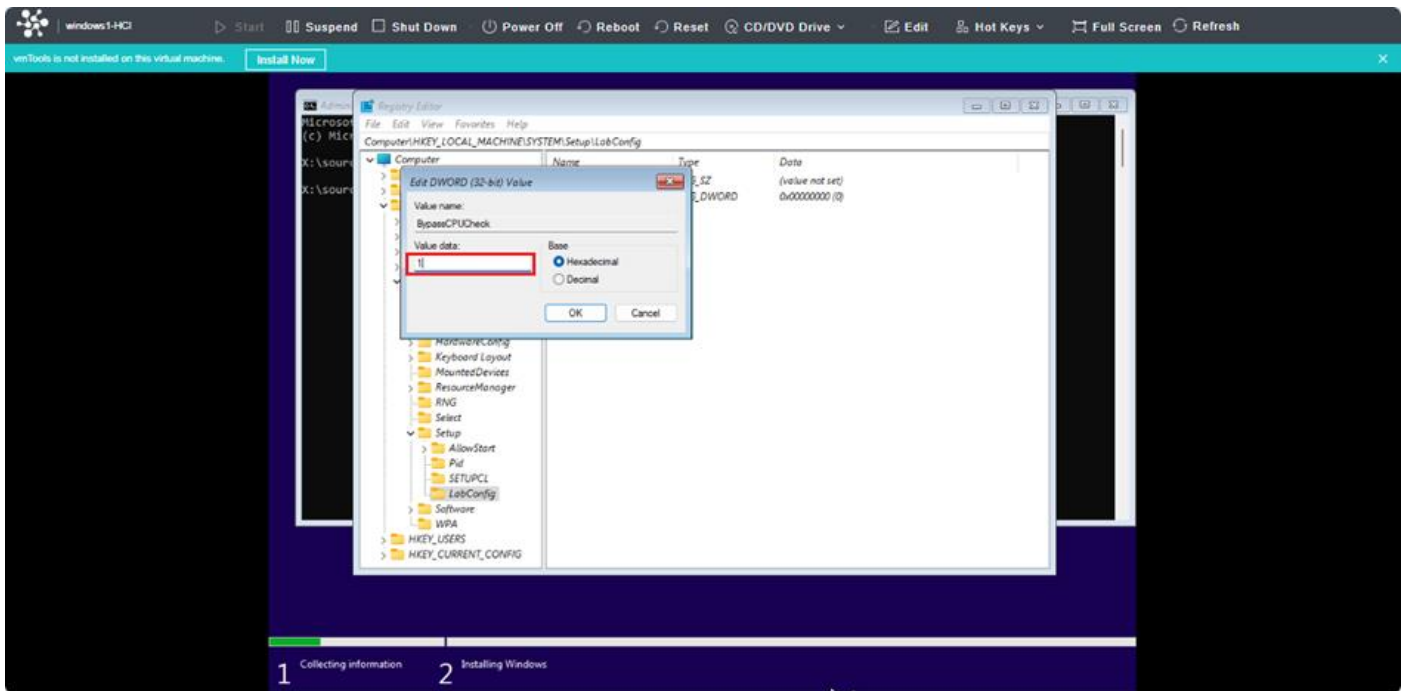 windows1-HCI Start Suspend Shut Down Power Off Reboot Reset CD/DVD Drive Edit Hot Keys Full Screen Refresh
vmTools is not installed on this virtual machine. Install Now
Admin
Microsof
(c) Micr
X:\sourc
X:\sourc
Registry Editor
File Edit View Favorites Help
Computer\HKEY_LOCAL_MACHINE\SYSTEM\Setup\LabConfig
Computer
Name Type Data
_SZ (value not set)
_DWORD 0x00000000 (0)
Edit DWORD (32-bit) Value
Value name:
BypassCPUCheck
Value data: Base
1 Hexadecimal
Decimal
OK Cancel
HardwareConfig
Keyboard Layout
MountedDevices
ResourceManager
RNG
Select
Setup
AllowStart
Pid
SETUPCL
LabConfig
Software
WPA
HKEY_USERS
HKEY_CURRENT_CONFIG
1 Collecting information 2 Installing Windows